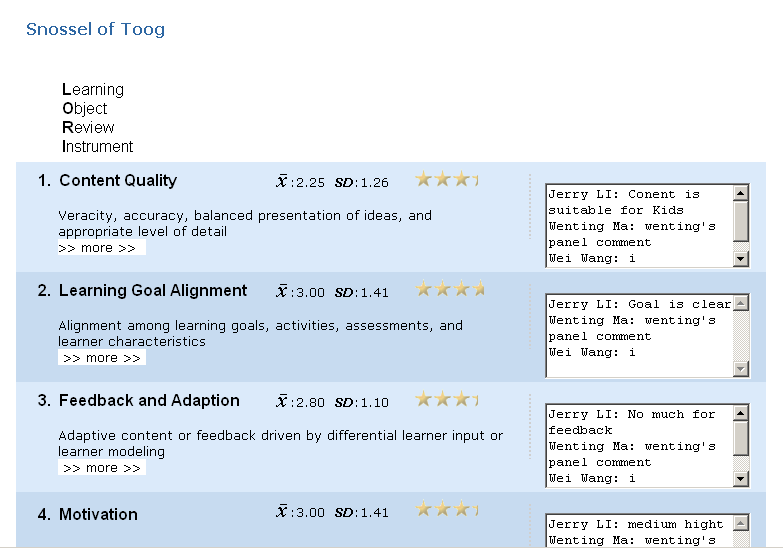 Snossel of Toog
Learning
Object
Review
Instrument
1. Content Quality x̄:2.25 SD:1.26
Veracity, accuracy, balanced presentation of ideas, and
appropriate level of detail
>> more >>
Jerry LI: Conent is
suitable for Kids
Wenting Ma: wenting's
panel comment
Wei Wang: i
2. Learning Goal Alignment x̄:3.00 SD:1.41
Alignment among learning goals, activities, assessments, and
learner characteristics
>> more >>
Jerry LI: Goal is clear
Wenting Ma: wenting's
panel comment
Wei Wang: i
3. Feedback and Adaption x̄:2.80 SD:1.10
Adaptive content or feedback driven by differential learner input or
learner modeling
>> more >>
Jerry LI: No much for
feedback
Wenting Ma: wenting's
panel comment
Wei Wang: i
4. Motivation x̄:3.00 SD:1.41
Jerry LI: medium hight
Wenting Ma: wenting's